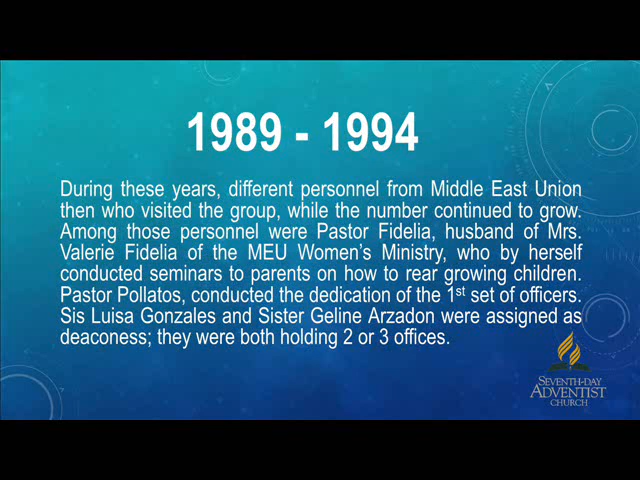 1989 - 1994
During these years, different personnel from Middle East Union
then who visited the group, while the number continued to grow.
Among those personnel were Pastor Fidelia, husband of Mrs.
Valerie Fidelia of the MEU Women's Ministry, who by herself
conducted seminars to parents on how to rear growing children.
Pastor Pollatos, conducted the dedication of the 1st set of officers.
Sis Luisa Gonzales and Sister Geline Arzadon were assigned as
deaconess; they were both holding 2 or 3 offices.
SEVENTH-DAY
ADVENTIST
CHURCH